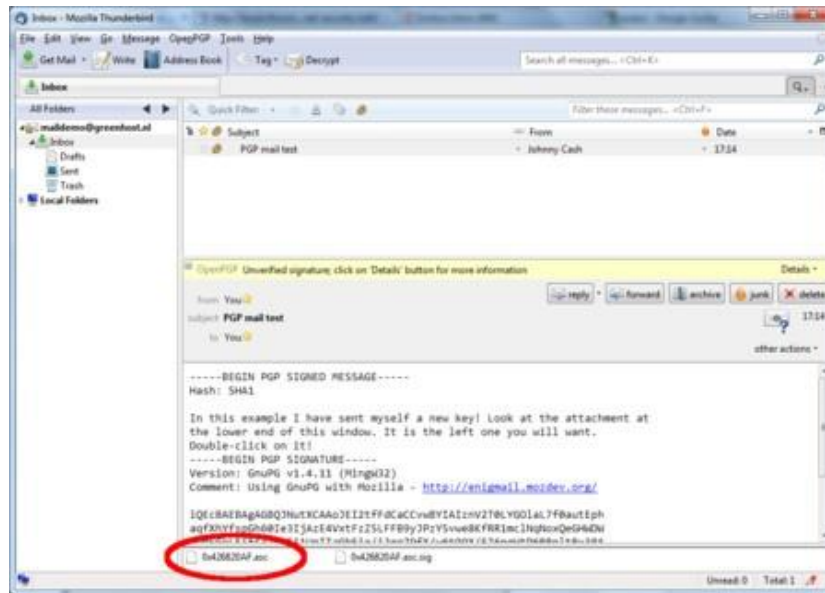 Inbox - Mozilla Thunderbird
File Edit View Go Message OpenPGP Tools Help
Get Mail Write Address Book Tag Decrypt Search all messages... <Ctrl+K>
Inbox
All Folders Quick Filter Filter these messages... <Ctrl+F>
maildemo@greenhost.nl
Subject From Date
Inbox
PGP mail test Johnny Cash 17:14
Drafts
Sent
Trash
Local Folders
OpenPGP Unverified signature; click on 'Details' button for more information Details
from You reply forward archive junk delete
subject PGP mail test 17:14
to You
other actions
-----BEGIN PGP SIGNED MESSAGE-----
Hash: SHA1
In this example I have sent myself a new key! Look at the attachment at
the lower end of this window. It is the left one you will want.
Double-click on it!
-----BEGIN PGP SIGNATURE-----
Version: GnuPG v1.4.11 (MingW32)
Comment: Using GnuPG with Mozilla - http://enigmail.mozdev.org/
0x426820AF.asc 0x426820AF.asc.sig
Unread: 0 Total: 1